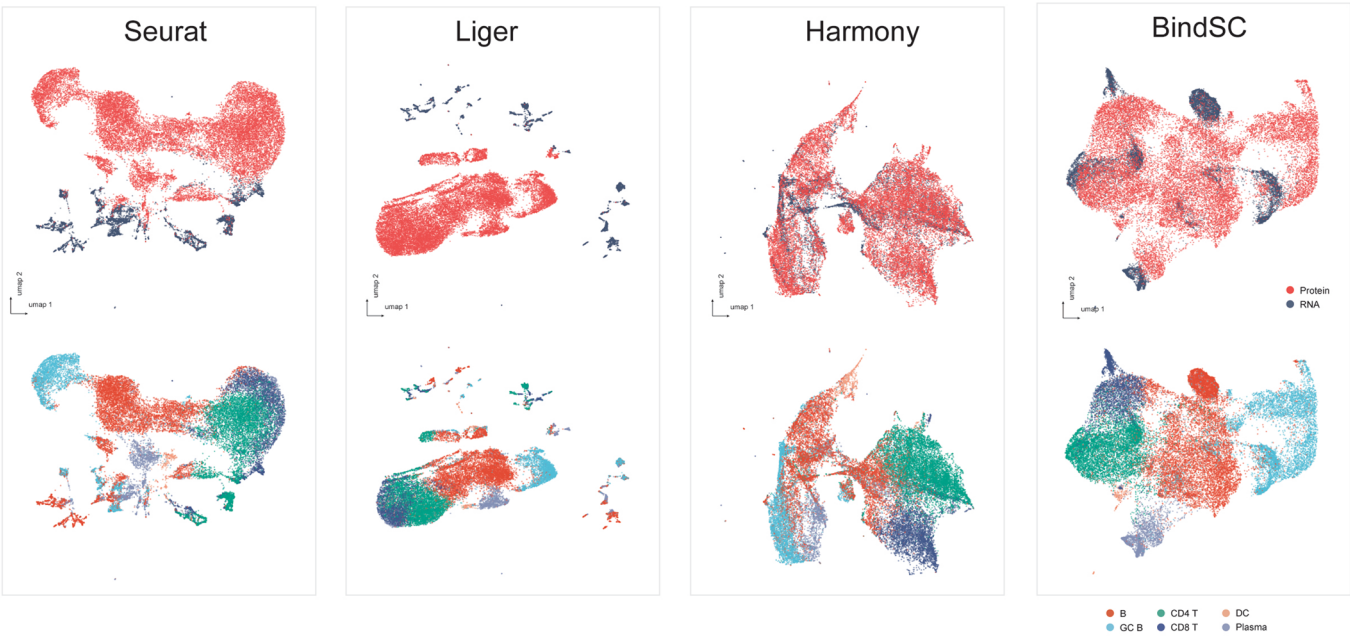 Seurat
Liger
Harmony
BindSC
umap 2
umap 1
umap 2
umap 1
umap 2
umap 1
umap 2
umap 1
Protein
RNA
B
CD4 T
DC
GC B
CD8 T
Plasma